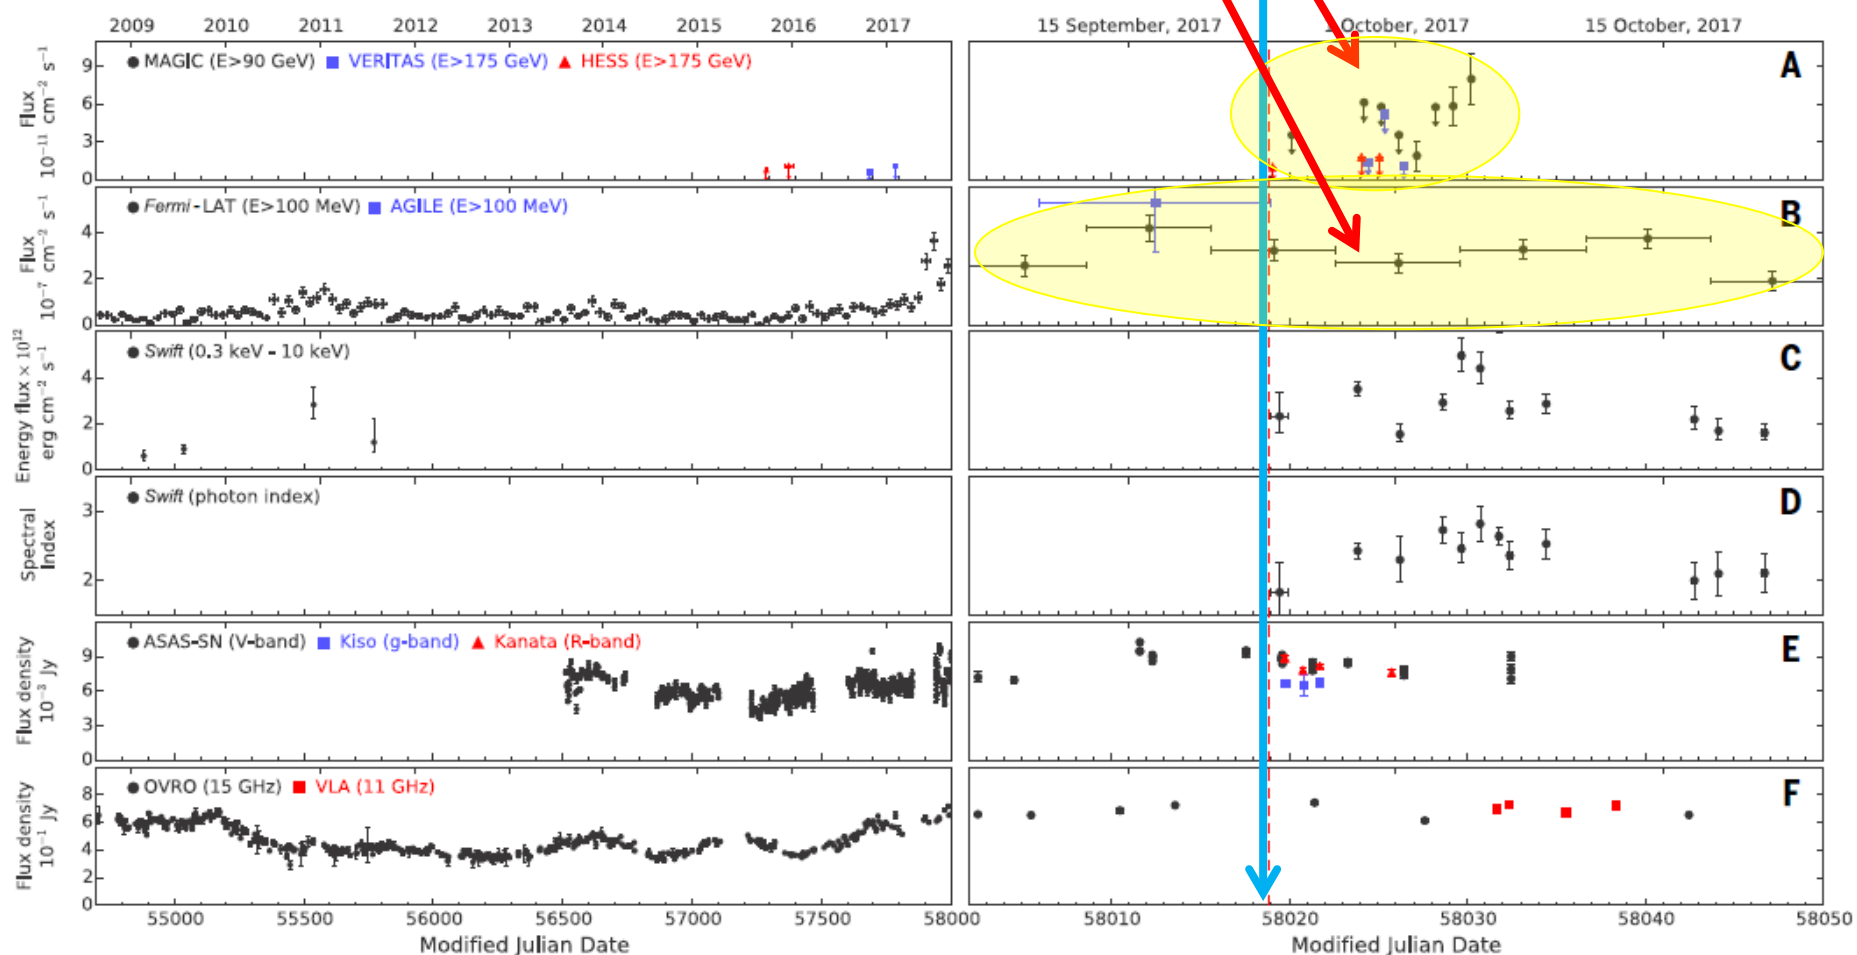 2009 2010 2011 2012 2013 2014 2015 2016 2017
15 September, 2017 1 October, 2017 15 October, 2017
Flux
10⁻¹¹ cm⁻² s⁻¹
9
6
3
0
MAGIC (E>90 GeV) VERITAS (E>175 GeV) HESS (E>175 GeV)
A
Flux
10⁻⁷ cm⁻² s⁻¹
4
2
0
Fermi-LAT (E>100 MeV) AGILE (E>100 MeV)
B
Energy flux × 10¹²
erg cm⁻² s⁻¹
4
2
0
Swift (0.3 keV - 10 keV)
C
Spectral
Index
3
2
Swift (photon index)
D
Flux density
10⁻³ Jy
9
6
3
0
ASAS-SN (V-band) Kiso (g-band) Kanata (R-band)
E
Flux density
10⁻¹ Jy
8
6
4
2
0
OVRO (15 GHz) VLA (11 GHz)
F
55000 55500 56000 56500 57000 57500 58000 58010 58020 58030 58040 58050
Modified Julian Date Modified Julian Date